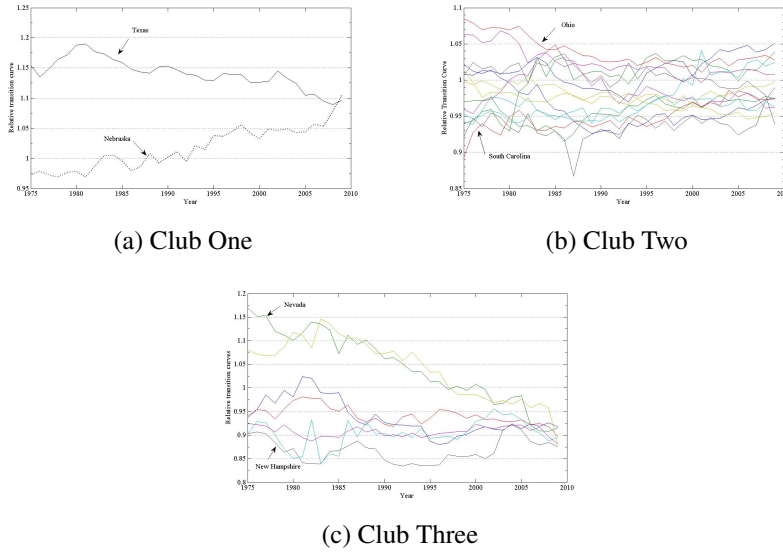 1.25
1.2
1.15
1.1
1.05
1
0.95
Relative transition curve
Texas
Nebraska
1975 1980 1985 1990 1995 2000 2005 2010
Year
(a) Club One
1.1
1.05
1
0.95
0.9
0.85
Relative Transition Curve
Ohio
South Carolina
1975 1980 1985 1990 1995 2000 2005
Year
(b) Club Two
1.2
1.15
1.1
1.05
1
0.95
0.9
0.85
0.8
Relative transition curves
Nevada
New Hampshire
1975 1980 1985 1990 1995 2000 2005 2010
Year
(c) Club Three